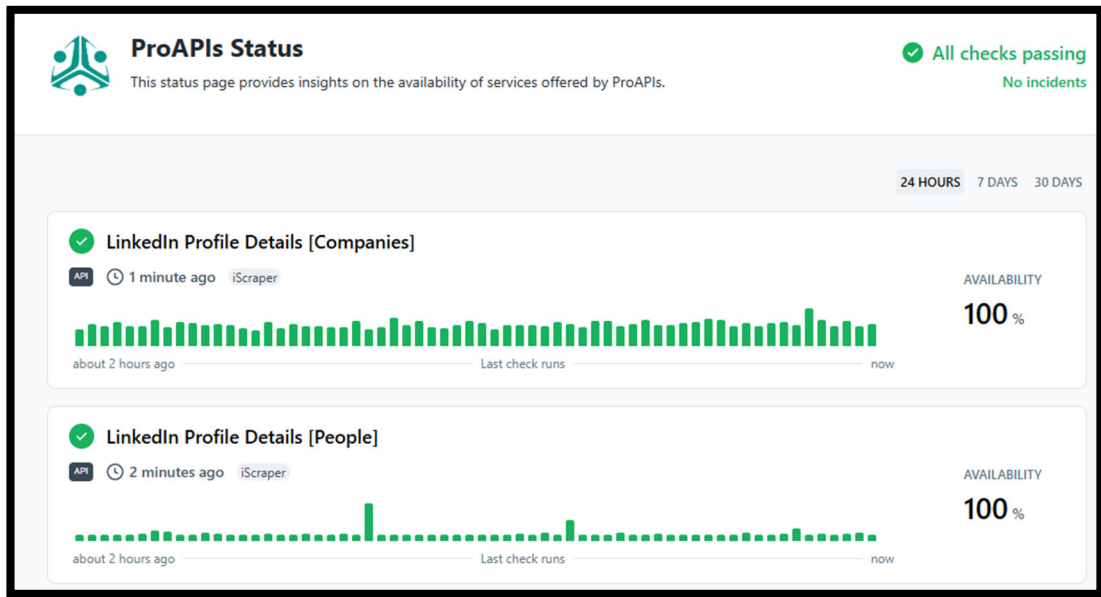 ProAPIs Status
This status page provides insights on the availability of services offered by ProAPIs.
All checks passing
No incidents
24 HOURS 7 DAYS 30 DAYS
LinkedIn Profile Details [Companies]
API 1 minute ago iScraper
AVAILABILITY
100 %
about 2 hours ago Last check runs now
LinkedIn Profile Details [People]
API 2 minutes ago iScraper
AVAILABILITY
100 %
about 2 hours ago Last check runs now